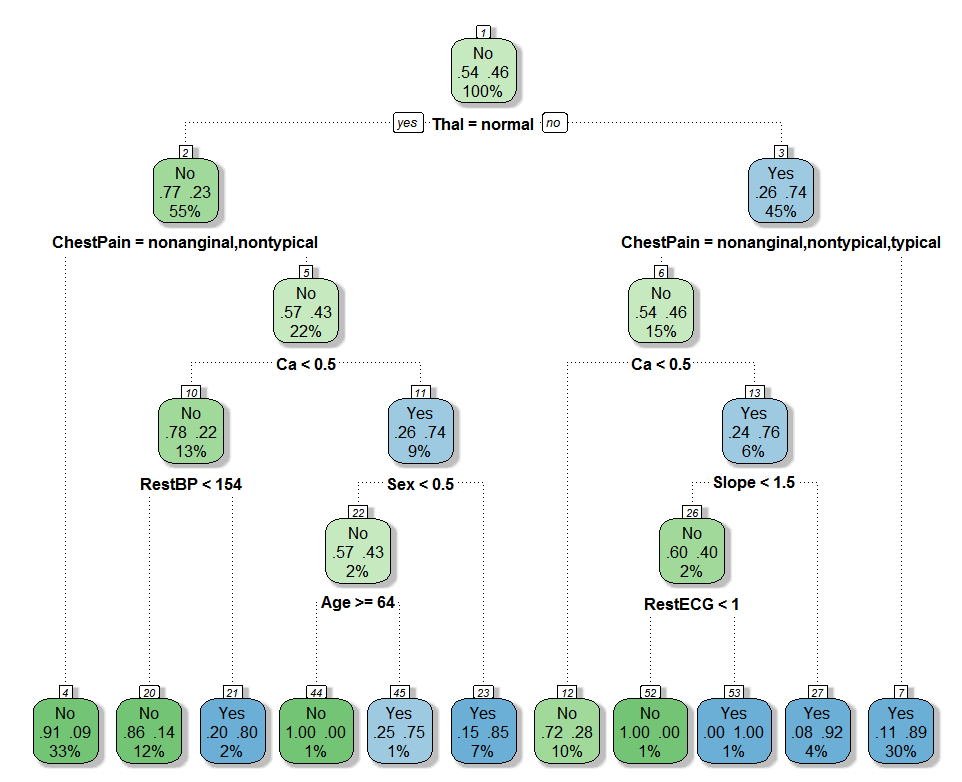 1
No
.54 .46
100%
yes Thal = normal no
2 3
No Yes
.77 .23 .26 .74
55% 45%
ChestPain = nonanginal,nontypical ChestPain = nonanginal,nontypical,typical
5 6
No No
.57 .43 .54 .46
22% 15%
Ca < 0.5 Ca < 0.5
10 11 13
No Yes Yes
.78 .22 .26 .74 .24 .76
13% 9% 6%
RestBP < 154 Sex < 0.5 Slope < 1.5
22 26
No No
.57 .43 .60 .40
2% 2%
Age >= 64 RestECG < 1
4 20 21 44 45 23 12 52 53 27 7
No No Yes No Yes Yes No No Yes Yes Yes
.91 .09 .86 .14 .20 .80 1.00 .00 .25 .75 .15 .85 .72 .28 1.00 .00 .00 1.00 .08 .92 .11 .89
33% 12% 2% 1% 1% 7% 10% 1% 1% 4% 30%